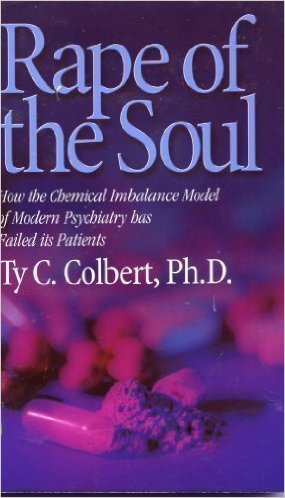 Rape of
the Soul
How the Chemical Imbalance Model
of Modern Psychiatry has
Failed its Patients
Ty C. Colbert, Ph.D.